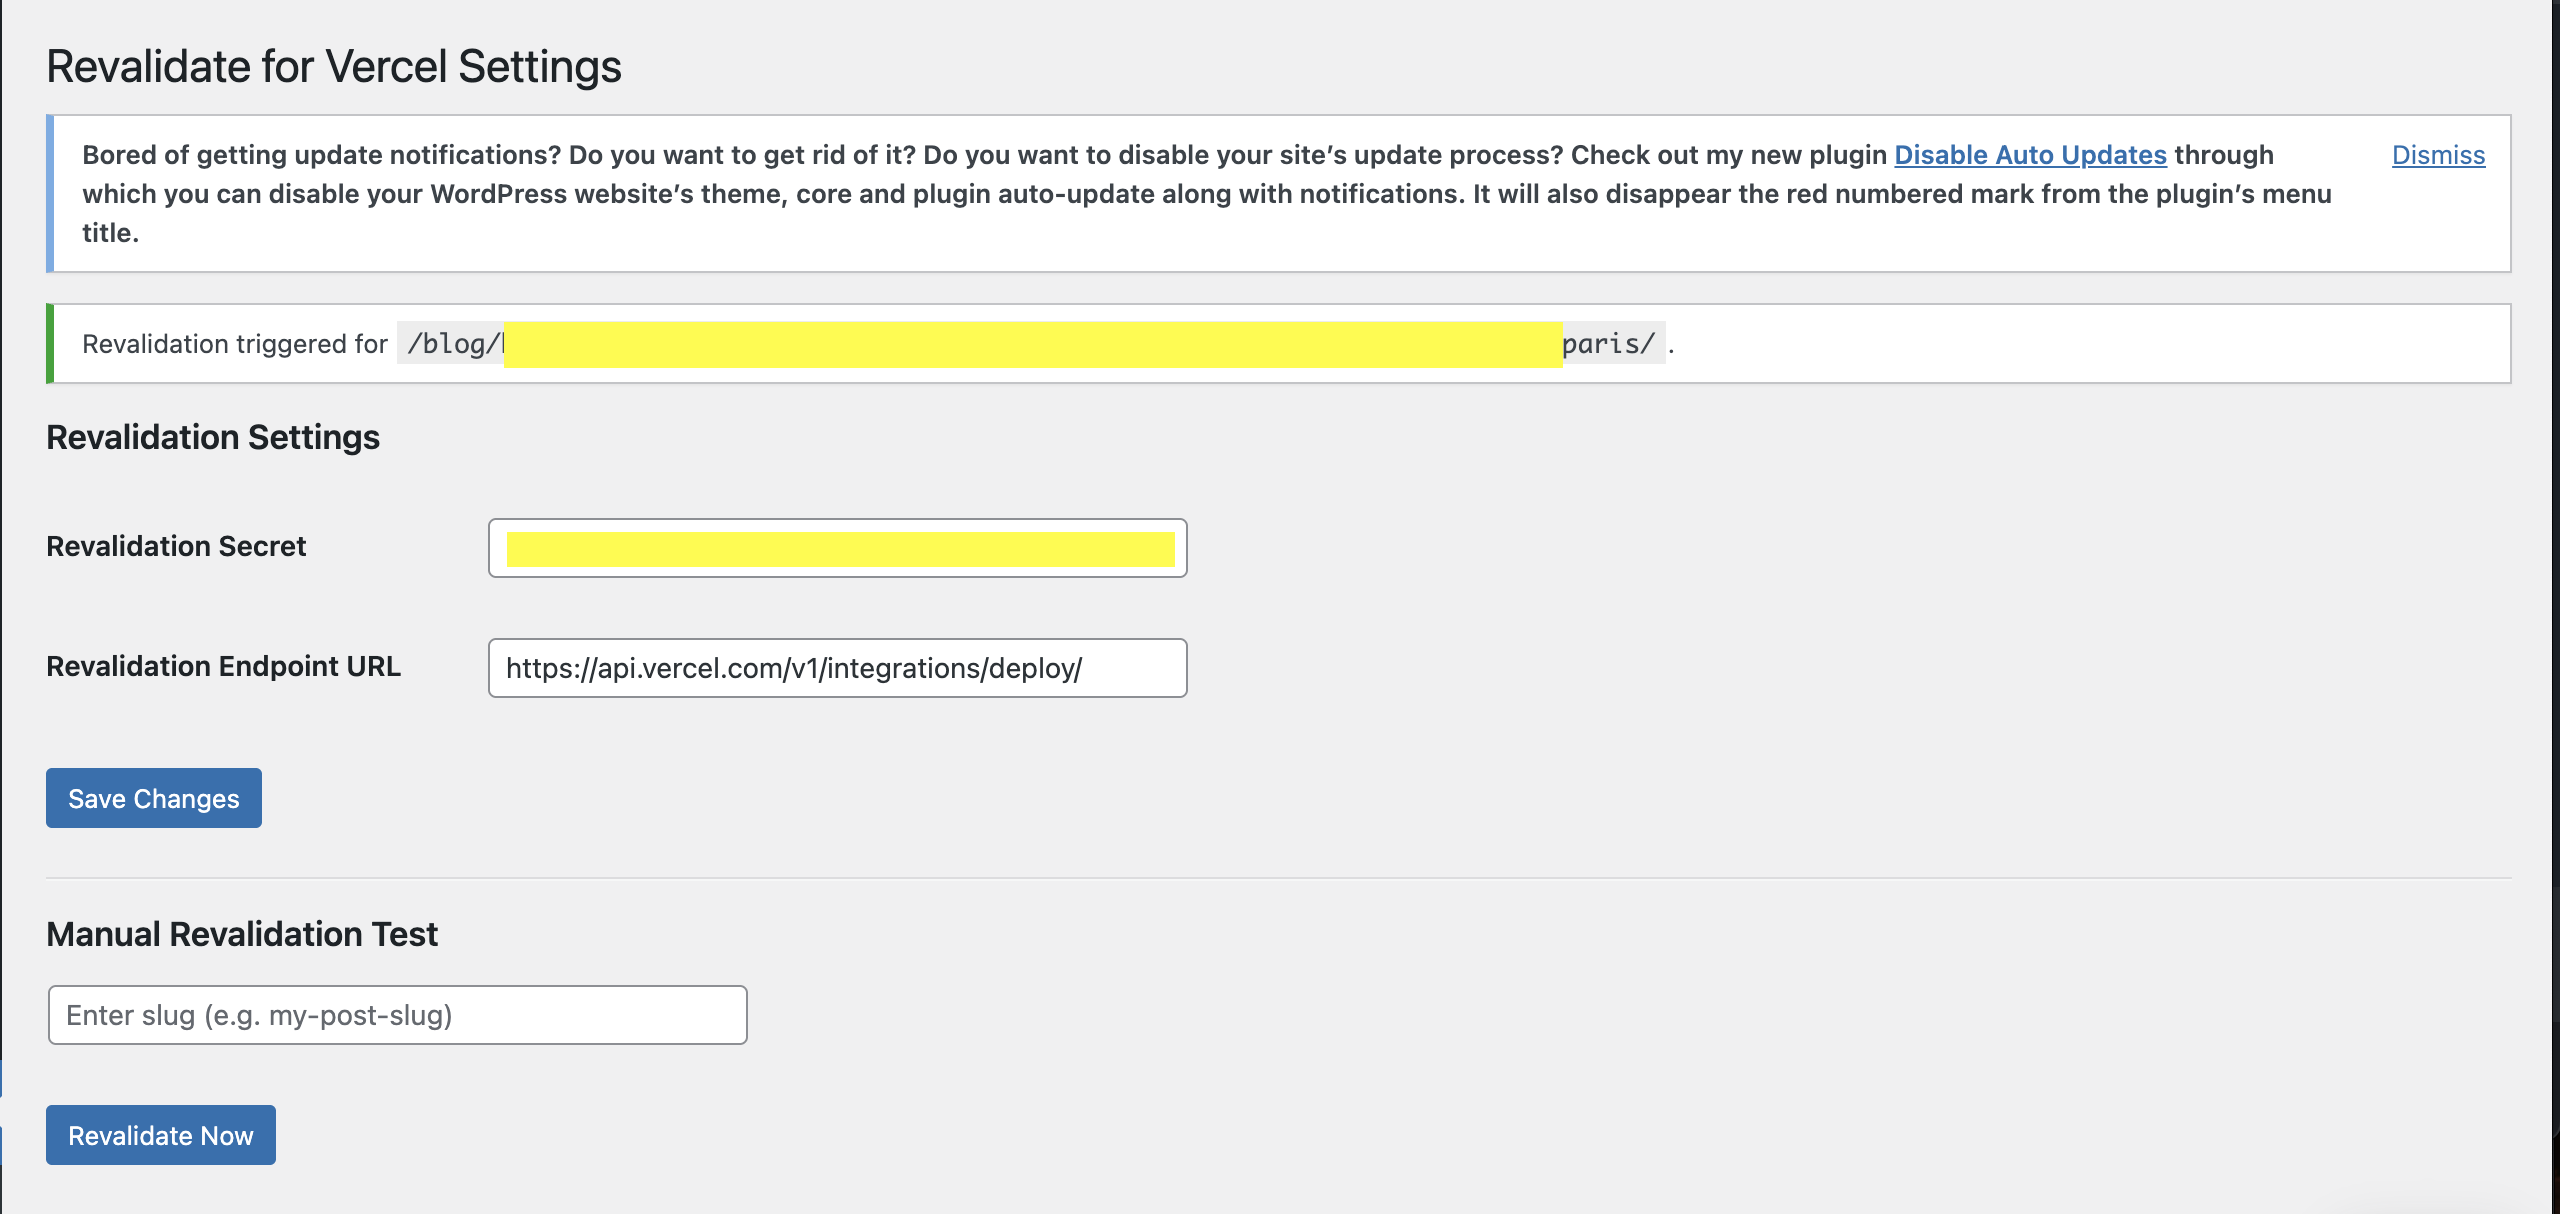 Revalidate for Vercel Settings
Bored of getting update notifications? Do you want to get rid of it? Do you want to disable your site’s update process? Check out my new plugin Disable Auto Updates through
Dismiss
which you can disable your WordPress website’s theme, core and plugin auto-update along with notifications. It will also disappear the red numbered mark from the plugin’s menu
title.
Revalidation triggered for /blog/ paris/ .
Revalidation Settings
Revalidation Secret
Revalidation Endpoint URL
https://api.vercel.com/v1/integrations/deploy/
Save Changes
Manual Revalidation Test
Enter slug (e.g. my-post-slug)
Revalidate Now